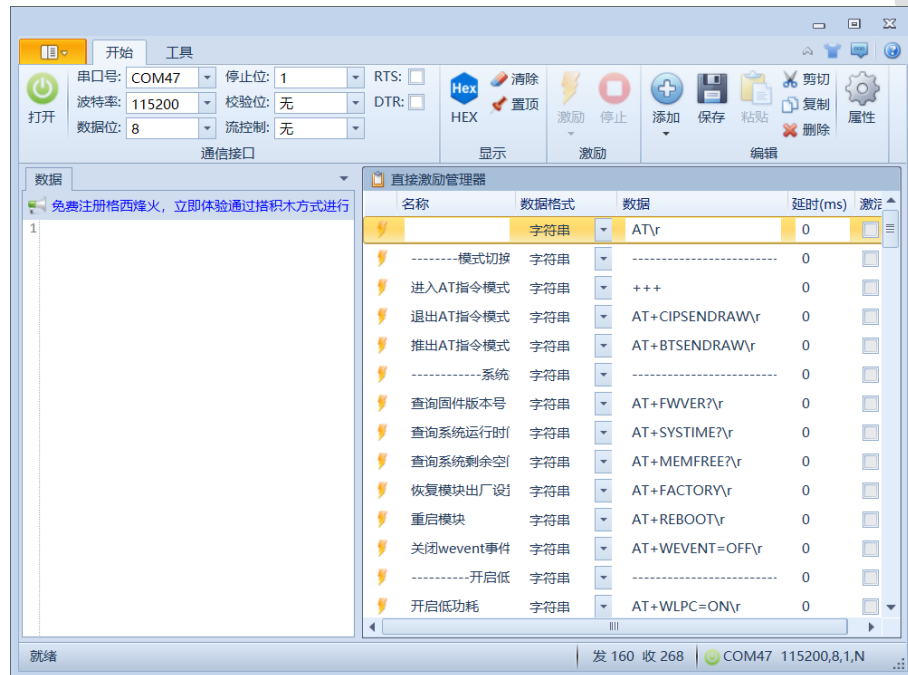 开始 工具
串口号: COM47 停止位: 1 RTS:
波特率: 115200 校验位: 无 DTR:
数据位: 8 流控制: 无
打开
通信接口
Hex
HEX
清除
置顶
显示
激励 停止
激励
添加 保存 粘贴
剪切
复制
删除
编辑
属性
数据
免费注册格西烽火，立即体验通过搭积木方式进行
1
直接激励管理器
名称 数据格式 数据 延时(ms) 激活
字符串 AT\r 0
--------模式切换 字符串 ------------------------- 0
进入AT指令模式 字符串 +++ 0
退出AT指令模式 字符串 AT+CIPSENDRAW\r 0
推出AT指令模式 字符串 AT+BTSENDRAW\r 0
------------系统 字符串 ------------------------- 0
查询固件版本号 字符串 AT+FWVER?\r 0
查询系统运行时 字符串 AT+SYSTIME?\r 0
查询系统剩余空 字符串 AT+MEMFREE?\r 0
恢复模块出厂设 字符串 AT+FACTORY\r 0
重启模块 字符串 AT+REBOOT\r 0
关闭wevent事件 字符串 AT+WEVENT=OFF\r 0
----------开启低 字符串 ------------------------- 0
开启低功耗 字符串 AT+WLPC=ON\r 0
就绪 发 160 收 268 COM47 115200,8,1,N